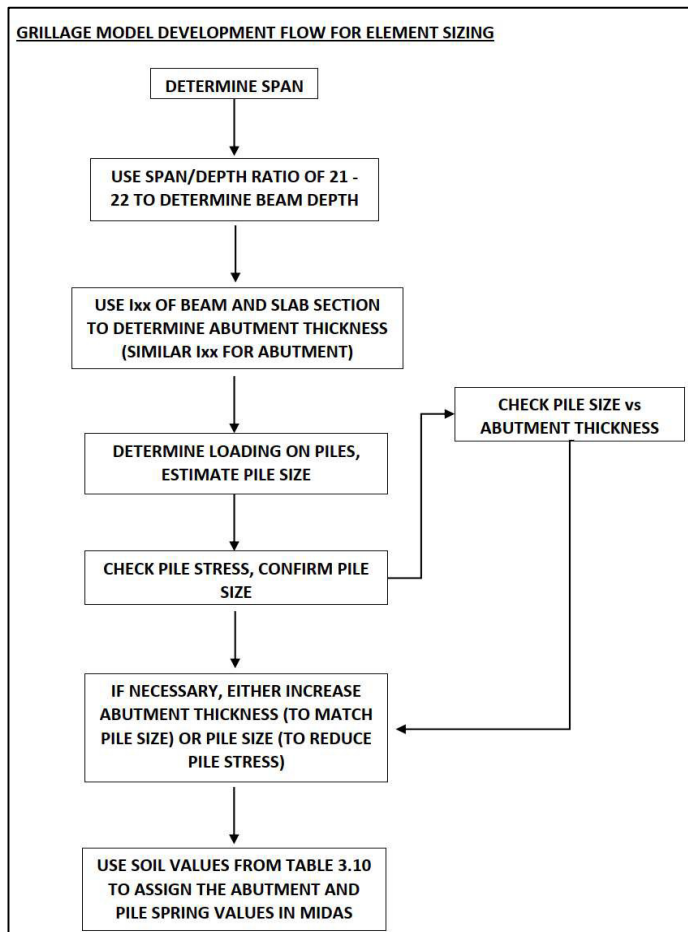 GRILLAGE MODEL DEVELOPMENT FLOW FOR ELEMENT SIZING
DETERMINE SPAN
USE SPAN/DEPTH RATIO OF 21 -
22 TO DETERMINE BEAM DEPTH
USE Ixx OF BEAM AND SLAB SECTION
TO DETERMINE ABUTMENT THICKNESS
(SIMILAR Ixx FOR ABUTMENT)
DETERMINE LOADING ON PILES,
ESTIMATE PILE SIZE
CHECK PILE STRESS, CONFIRM PILE
SIZE
CHECK PILE SIZE vs
ABUTMENT THICKNESS
IF NECESSARY, EITHER INCREASE
ABUTMENT THICKNESS (TO MATCH
PILE SIZE) OR PILE SIZE (TO REDUCE
PILE STRESS)
USE SOIL VALUES FROM TABLE 3.10
TO ASSIGN THE ABUTMENT AND
PILE SPRING VALUES IN MIDAS